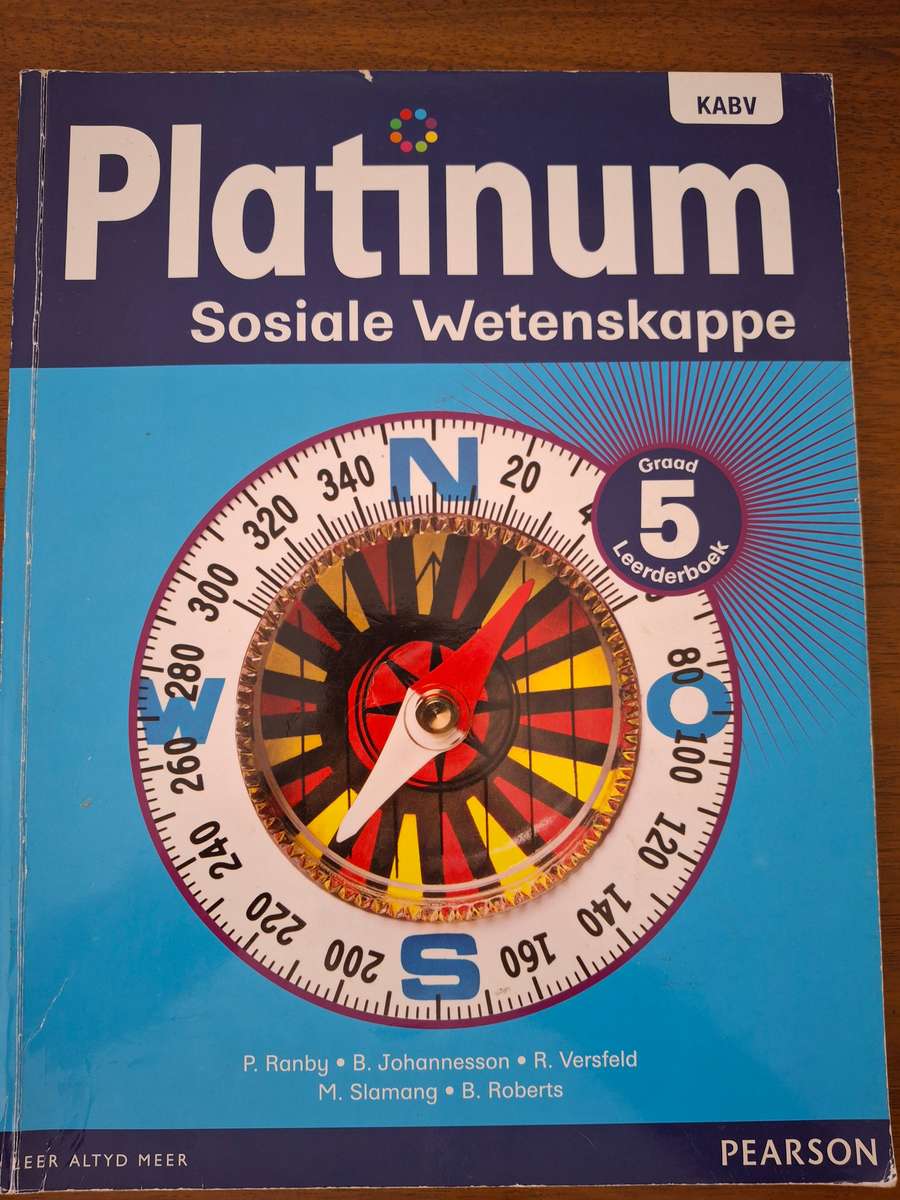 KABV
Platinum
Sosiale Wetenskappe
Graad
5
Leerderboek
N
20
80
O
100
120
140
160
S
200
220
240
260
W
280
300
320
340
P. Ranby • B. Johannesson • R. Versfeld
M. Slamang • B. Roberts
LEER ALTYD MEER
PEARSON